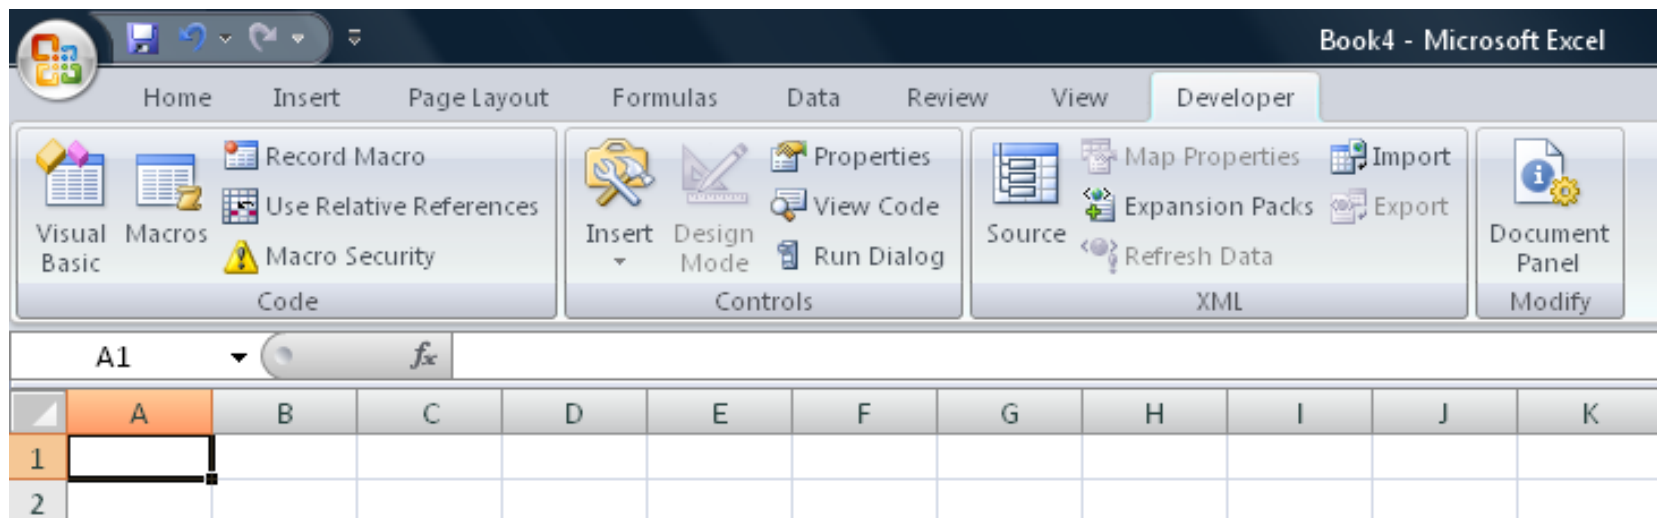 Book4 - Microsoft Excel
Home Insert Page Layout Formulas Data Review View Developer
Visual Basic
Macros
Record Macro
Use Relative References
Macro Security
Code
Insert
Design Mode
Properties
View Code
Run Dialog
Controls
Source
Map Properties
Expansion Packs
Refresh Data
Import
Export
XML
Document Panel
Modify
A1 fx
A B C D E F G H I J K
1
2